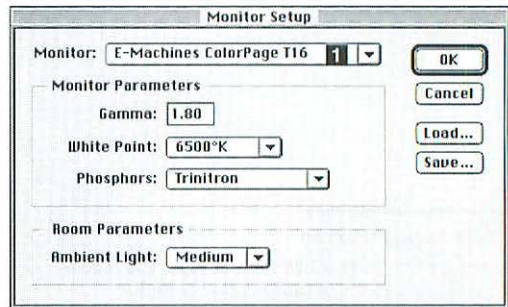 Monitor Setup
Monitor: E-Machines ColorPage T16 1
OK
Monitor Parameters
Cancel
Gamma: 1.80
Load...
White Point: 6500°K
Save...
Phosphors: Trinitron
Room Parameters
Ambient Light: Medium